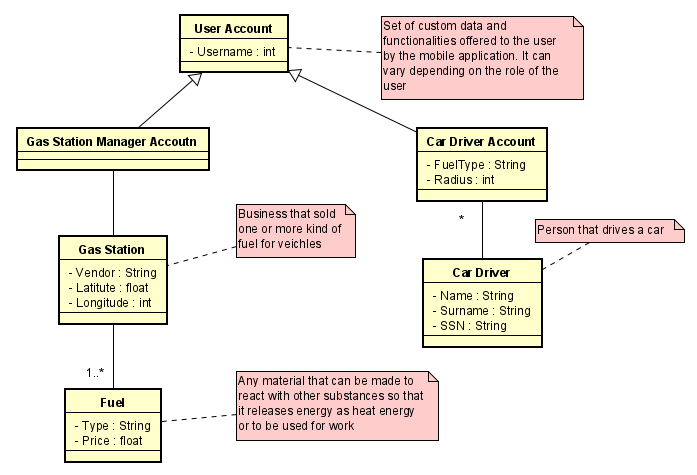 User Account
- Username : int
Set of custom data and
functionalities offered to the user
by the mobile application. It can
vary depending on the role of the
user
Gas Station Manager Accoutn
Car Driver Account
- FuelType : String
- Radius : int
*
Business that sold
one or more kind of
fuel for veichles
Person that drives a car
Gas Station
- Vendor : String
- Latitute : float
- Longitude : int
Car Driver
- Name : String
- Surname : String
- SSN : String
1..*
Any material that can be made to
react with other substances so that
it releases energy as heat energy
or to be used for work
Fuel
- Type : String
- Price : float